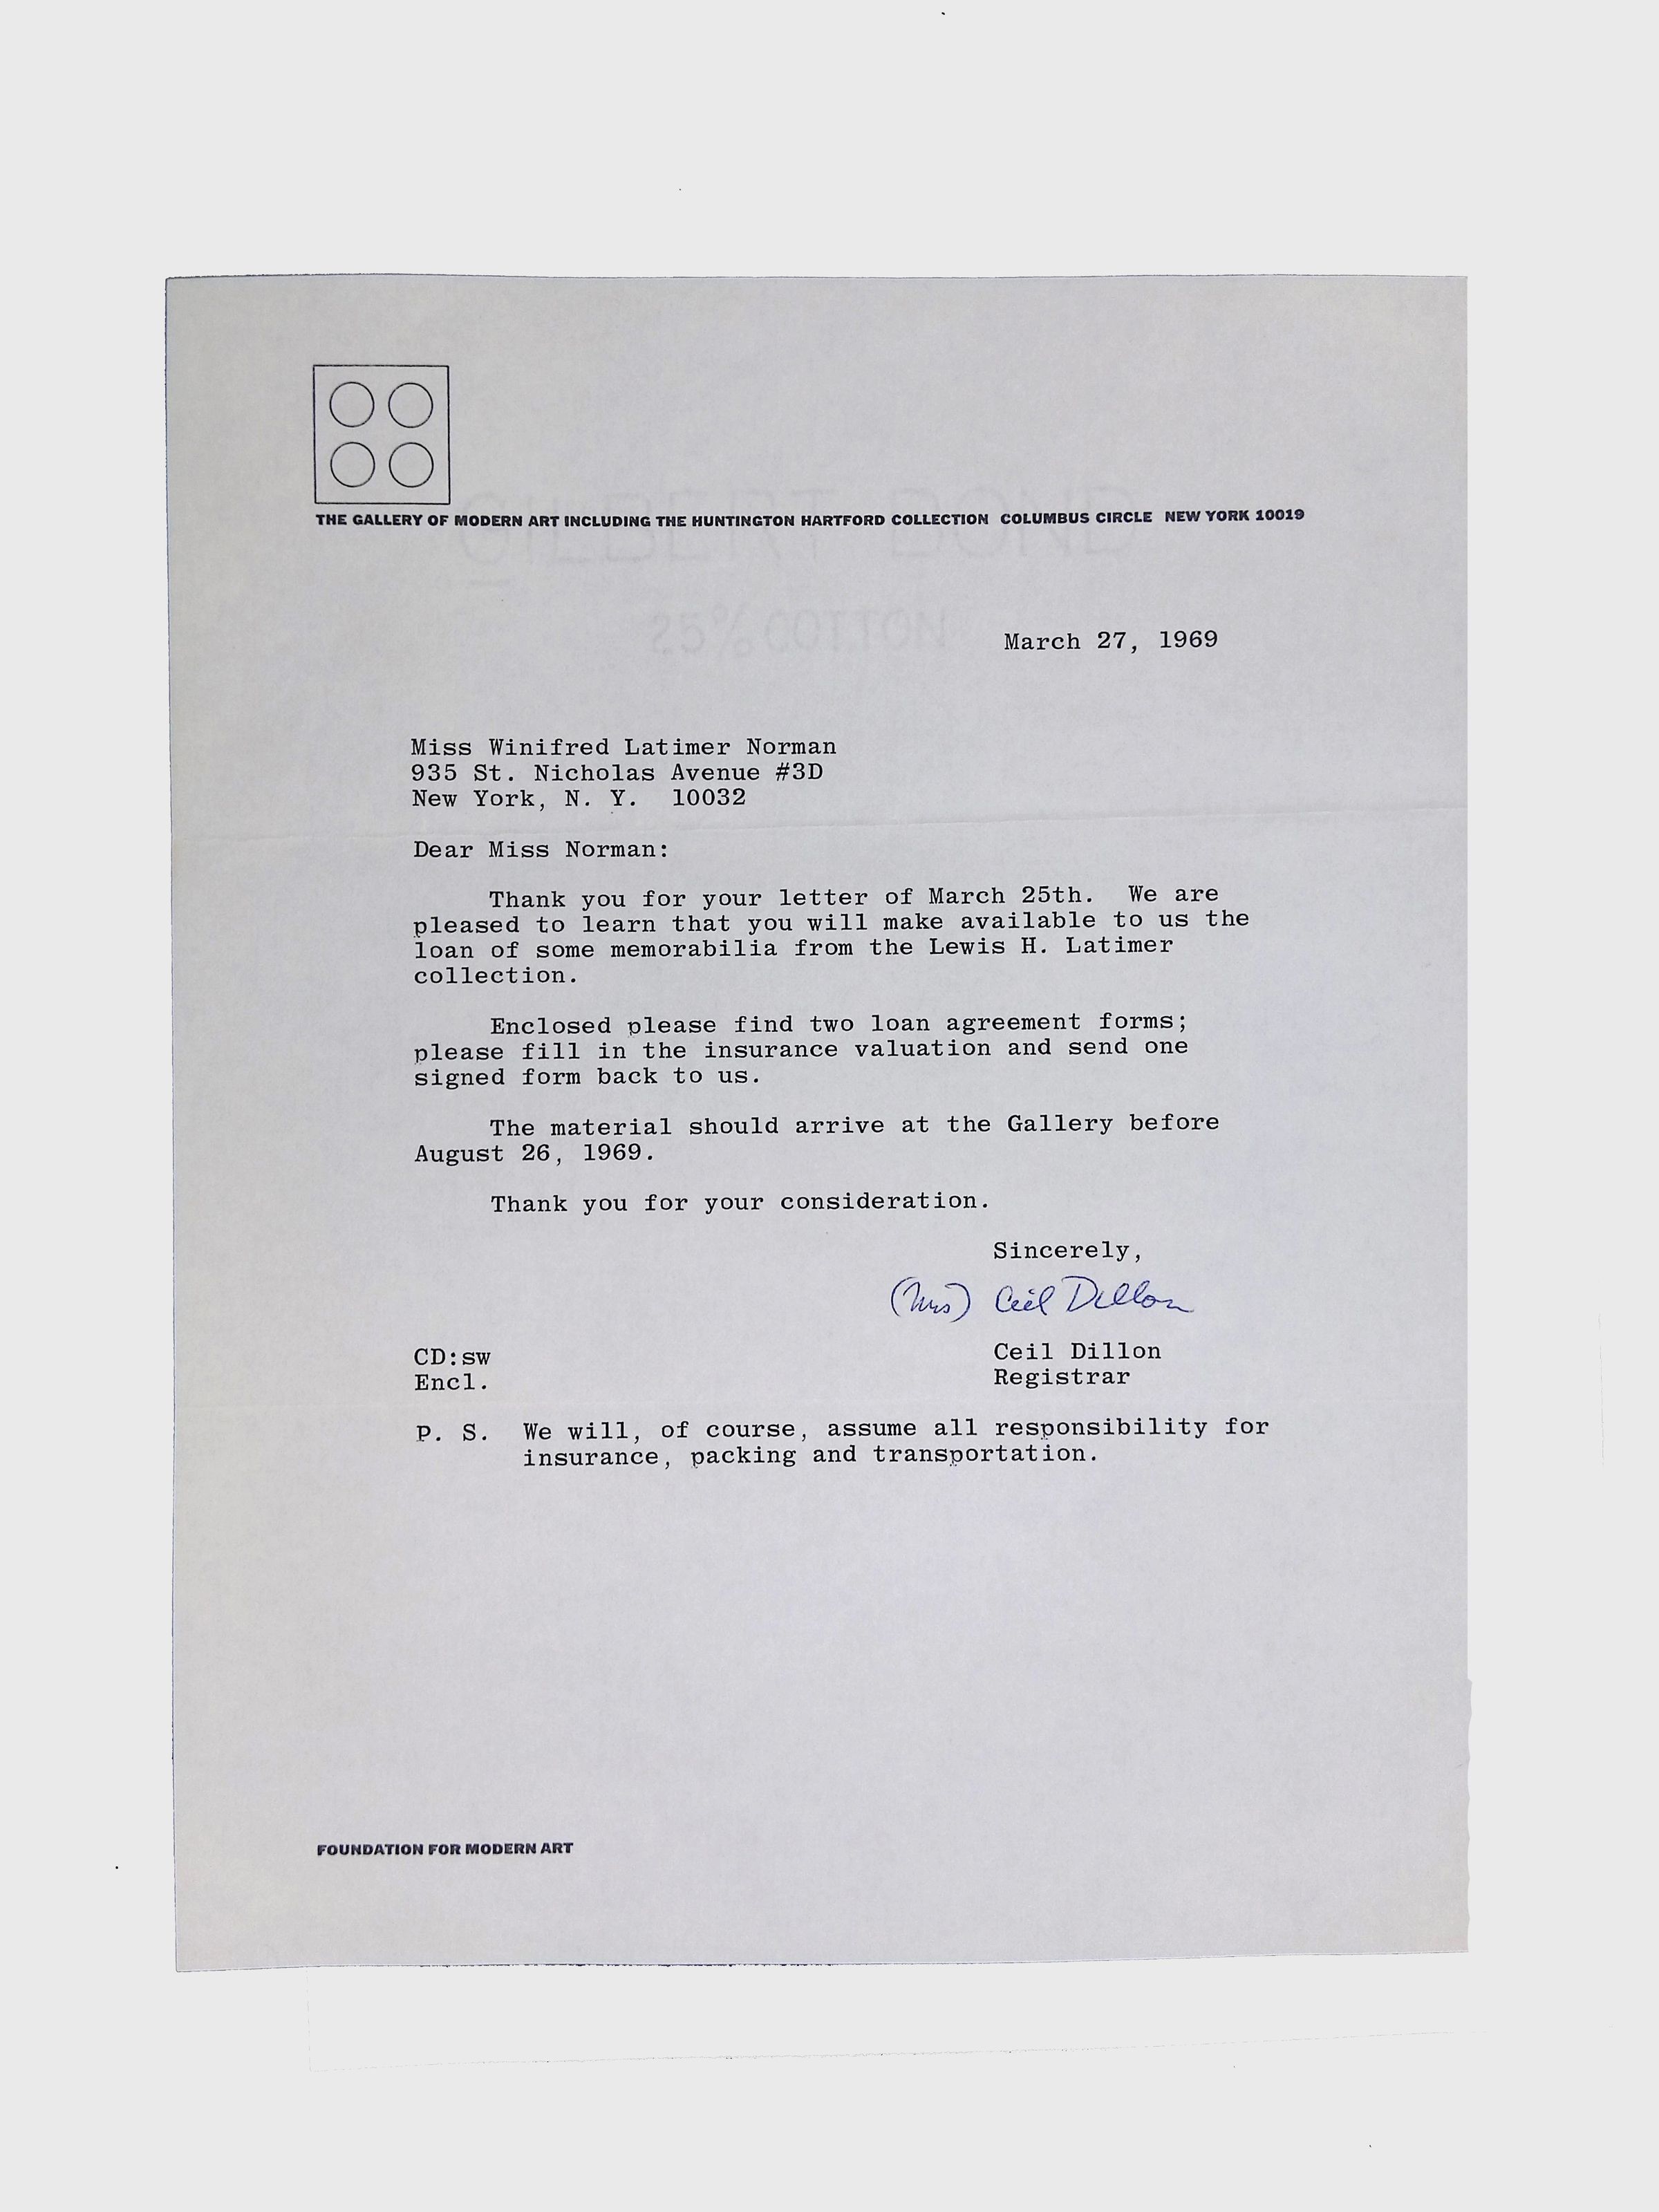 THE GALLERY OF MODERN ART INCLUDING THE HUNTINGTON HARTFORD COLLECTION COLUMBUS CIRCLE NEW YORK 10019
GILBERT BOND
25% COTTON
March 27, 1969
Miss Winifred Latimer Norman
935 St. Nicholas Avenue #3D
New York, N. Y. 10032
Dear Miss Norman:
Thank you for your letter of March 25th. We are
pleased to learn that you will make available to us the
loan of some memorabilia from the Lewis H. Latimer
collection.
Enclosed please find two loan agreement forms;
please fill in the insurance valuation and send one
signed form back to us.
The material should arrive at the Gallery before
August 26, 1969.
Thank you for your consideration.
Sincerely,
(Mrs) Ceil Dillon
Ceil Dillon
Registrar
CD:sw
Encl.
P. S. We will, of course, assume all responsibility for
insurance, packing and transportation.
FOUNDATION FOR MODERN ART